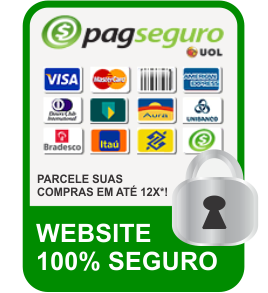 pagseguro
UOL
VISA
MasterCard
AMERICAN EXPRESS
Diners Club International
Aura
UNIBANCO
Bradesco
Itaú
PARCELE SUAS
COMPRAS EM ATÉ 12X*!
WEBSITE
100% SEGURO